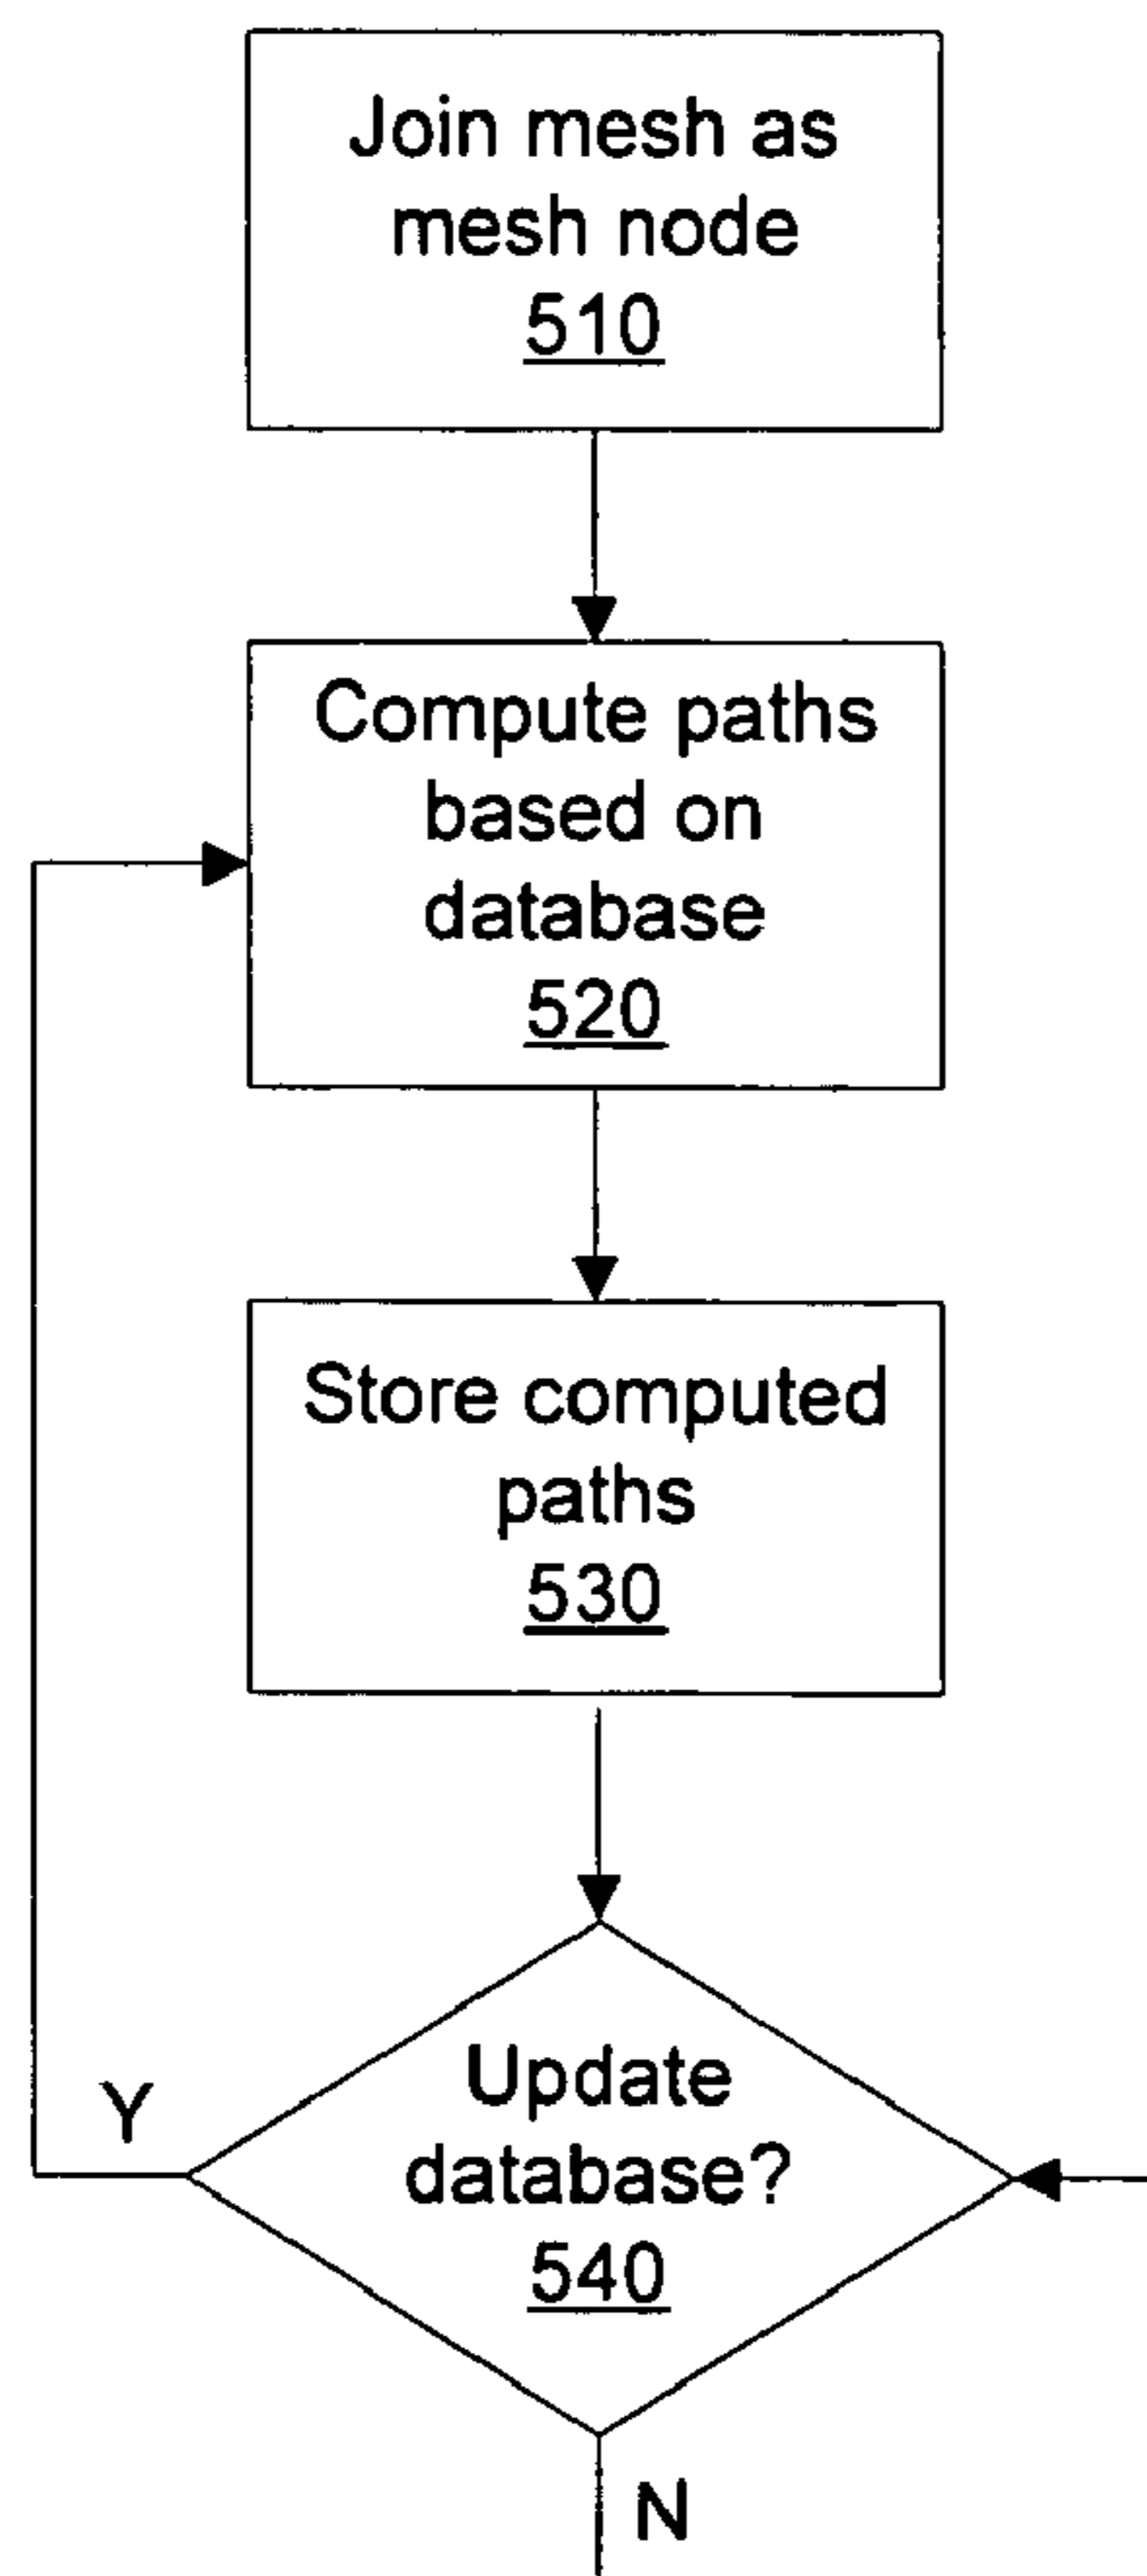 Join mesh as
mesh node
510
Compute paths
based on
database
520
Store computed
paths
530
Update
database?
540
Y
N